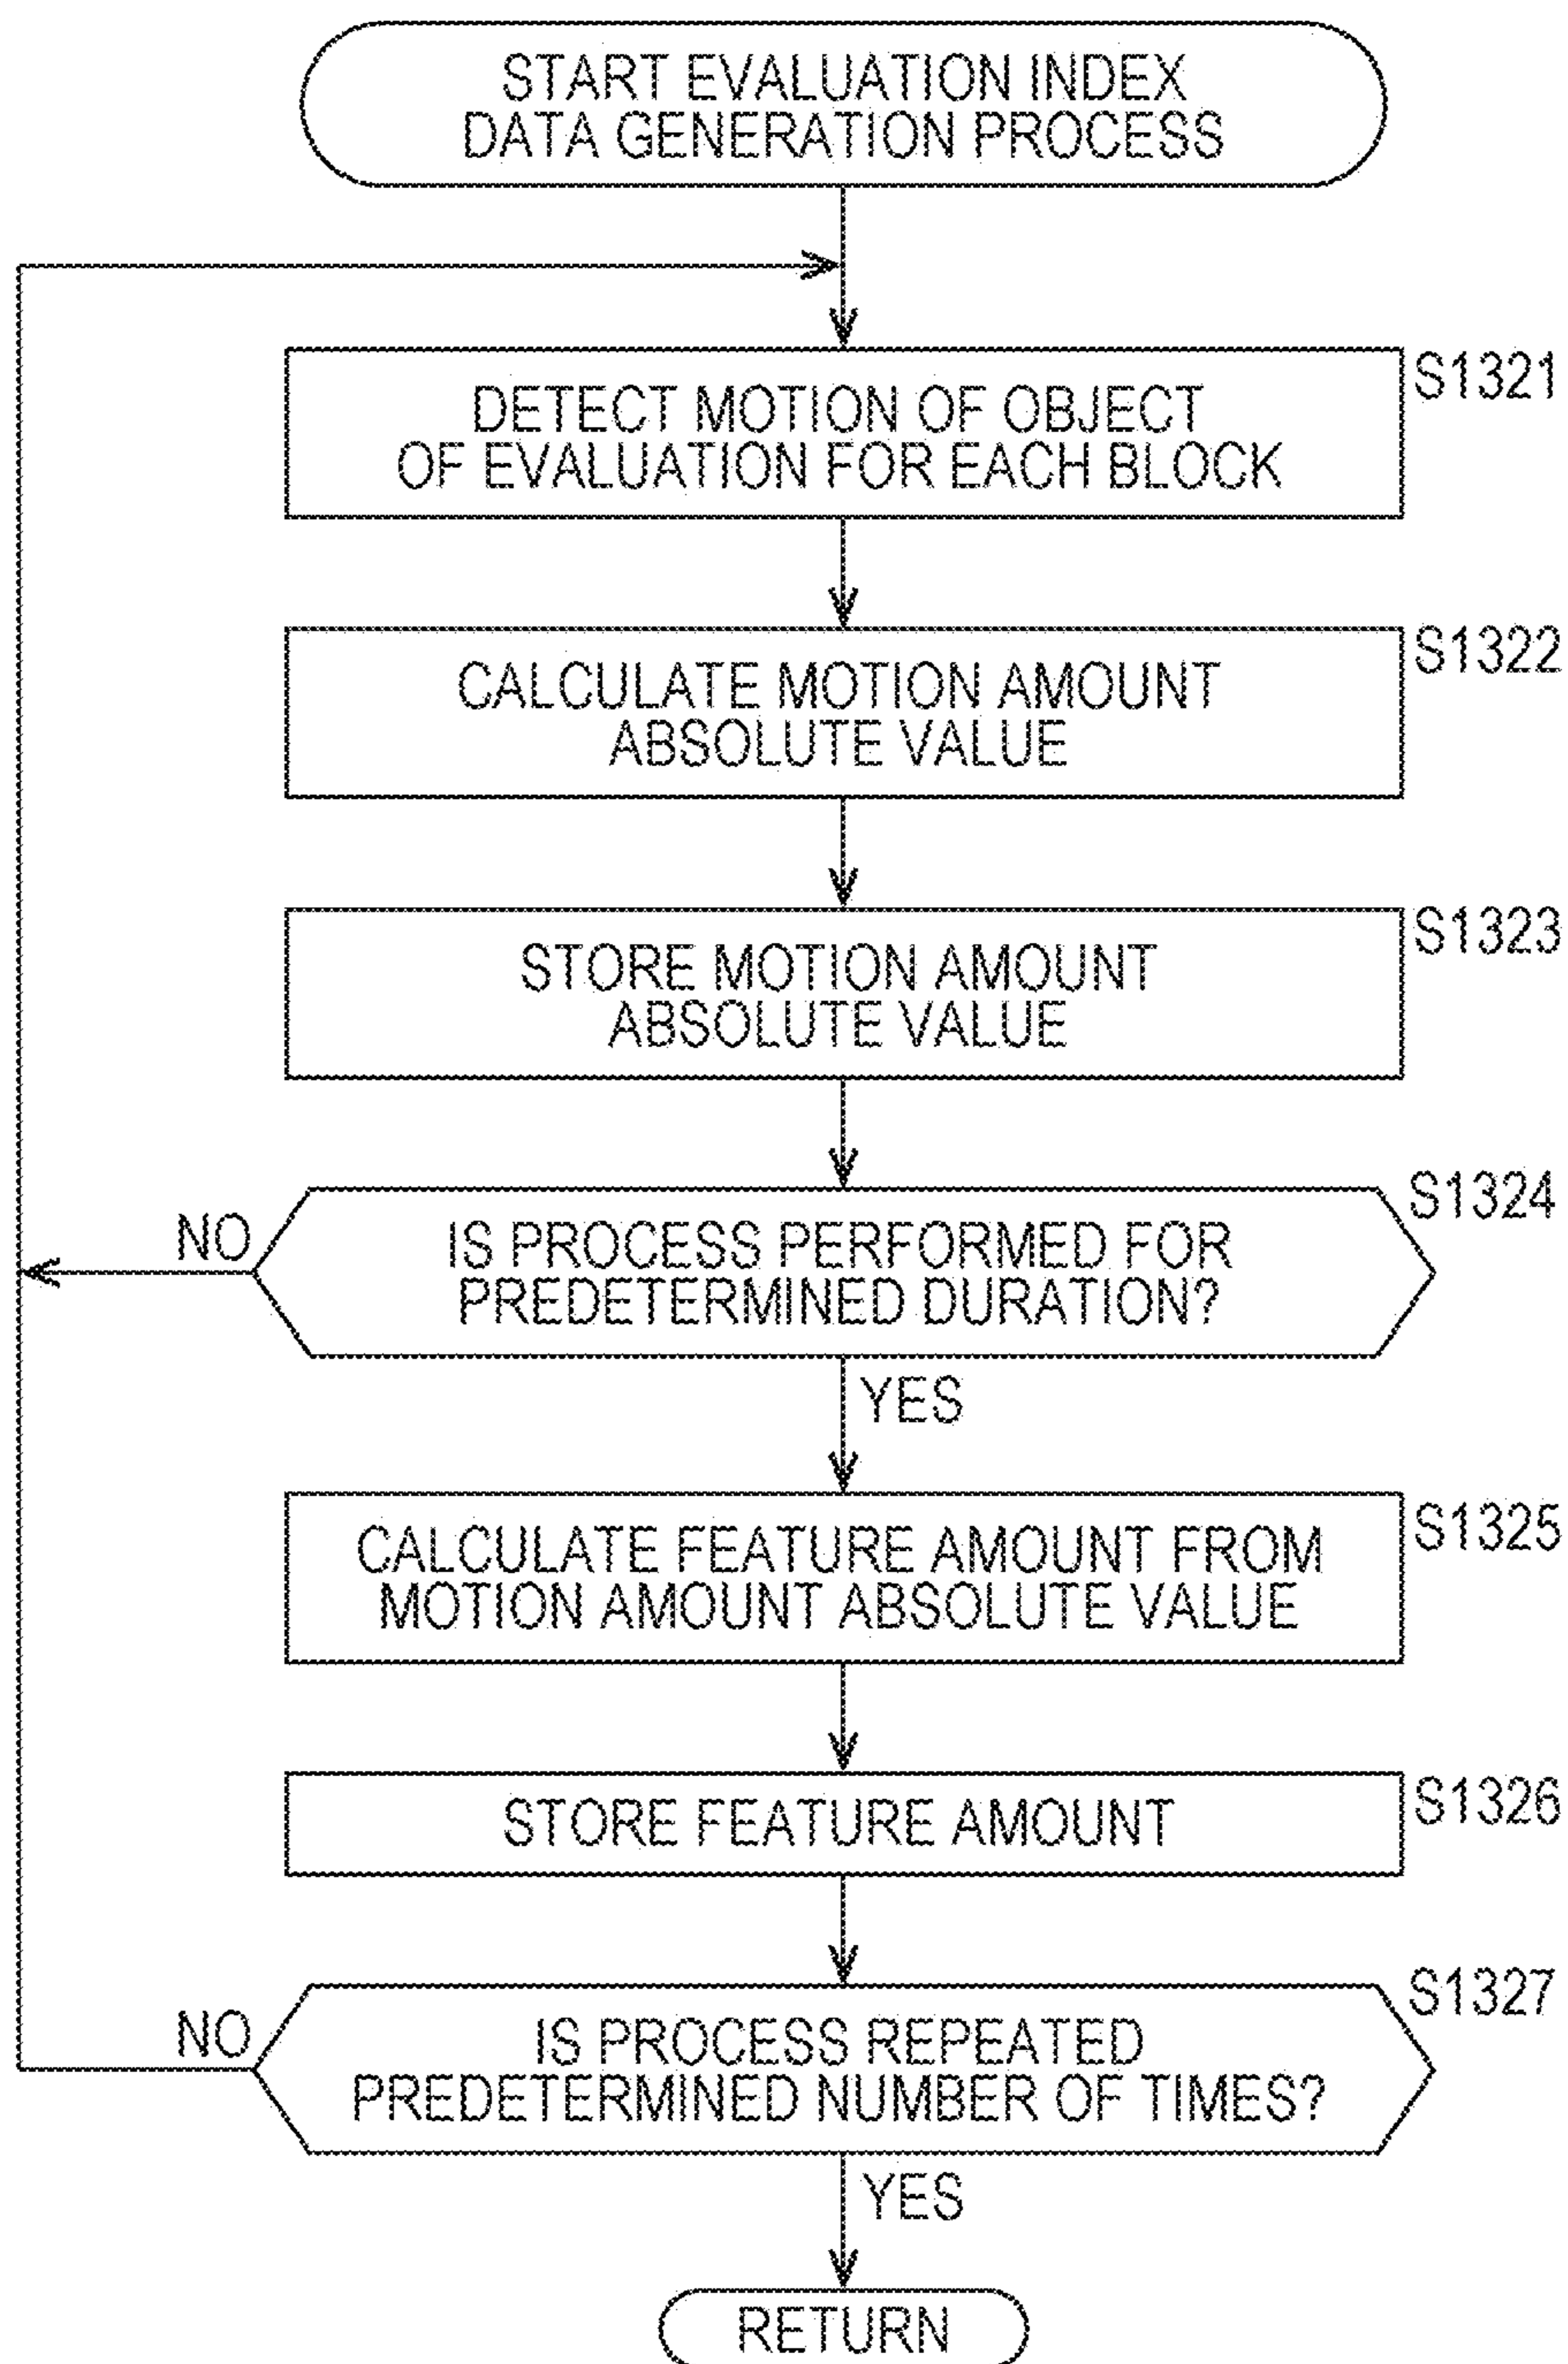 START EVALUATION INDEX
DATA GENERATION PROCESS
DETECT MOTION OF OBJECT
OF EVALUATION FOR EACH BLOCK
S1321
CALCULATE MOTION AMOUNT
ABSOLUTE VALUE
S1322
STORE MOTION AMOUNT
ABSOLUTE VALUE
S1323
IS PROCESS PERFORMED FOR
PREDETERMINED DURATION?
S1324
NO
YES
CALCULATE FEATURE AMOUNT FROM
MOTION AMOUNT ABSOLUTE VALUE
S1325
STORE FEATURE AMOUNT
S1326
IS PROCESS REPEATED
PREDETERMINED NUMBER OF TIMES?
S1327
NO
YES
RETURN